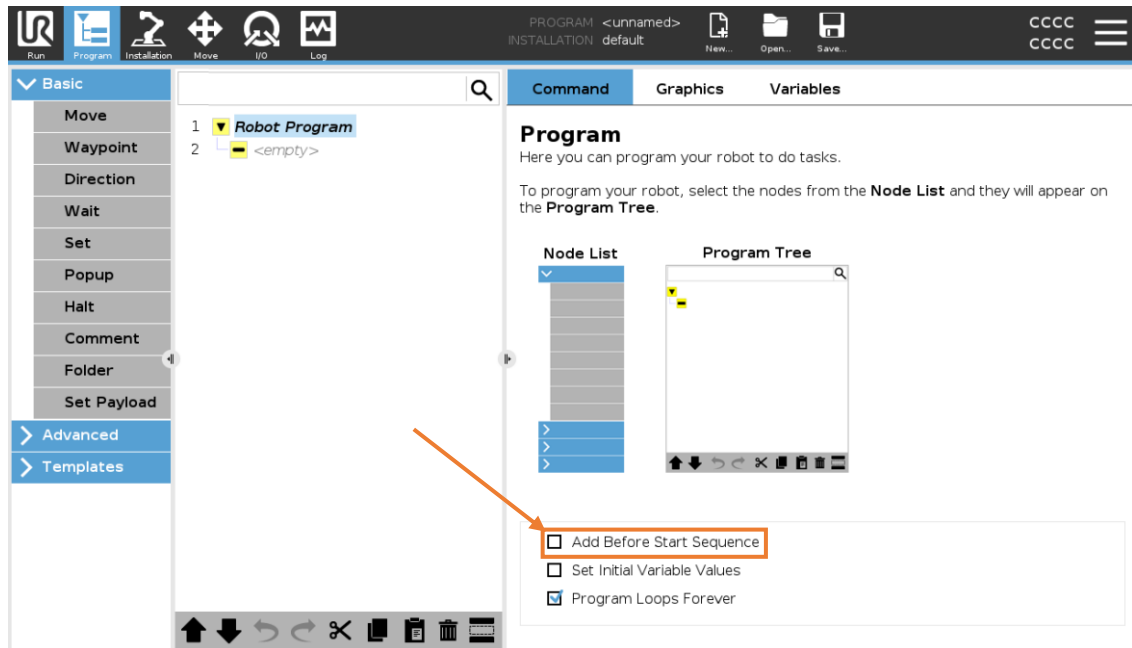 PROGRAM <unnamed>
INSTALLATION default
Run Program Installation Move I/O Log New... Open... Save...
CCCC
CCCC
Basic
Move
Waypoint
Direction
Wait
Set
Popup
Halt
Comment
Folder
Set Payload
Advanced
Templates
1 Robot Program
2 <empty>
Command Graphics Variables
Program
Here you can program your robot to do tasks.
To program your robot, select the nodes from the Node List and they will appear on
the Program Tree.
Node List Program Tree
Add Before Start Sequence
Set Initial Variable Values
Program Loops Forever